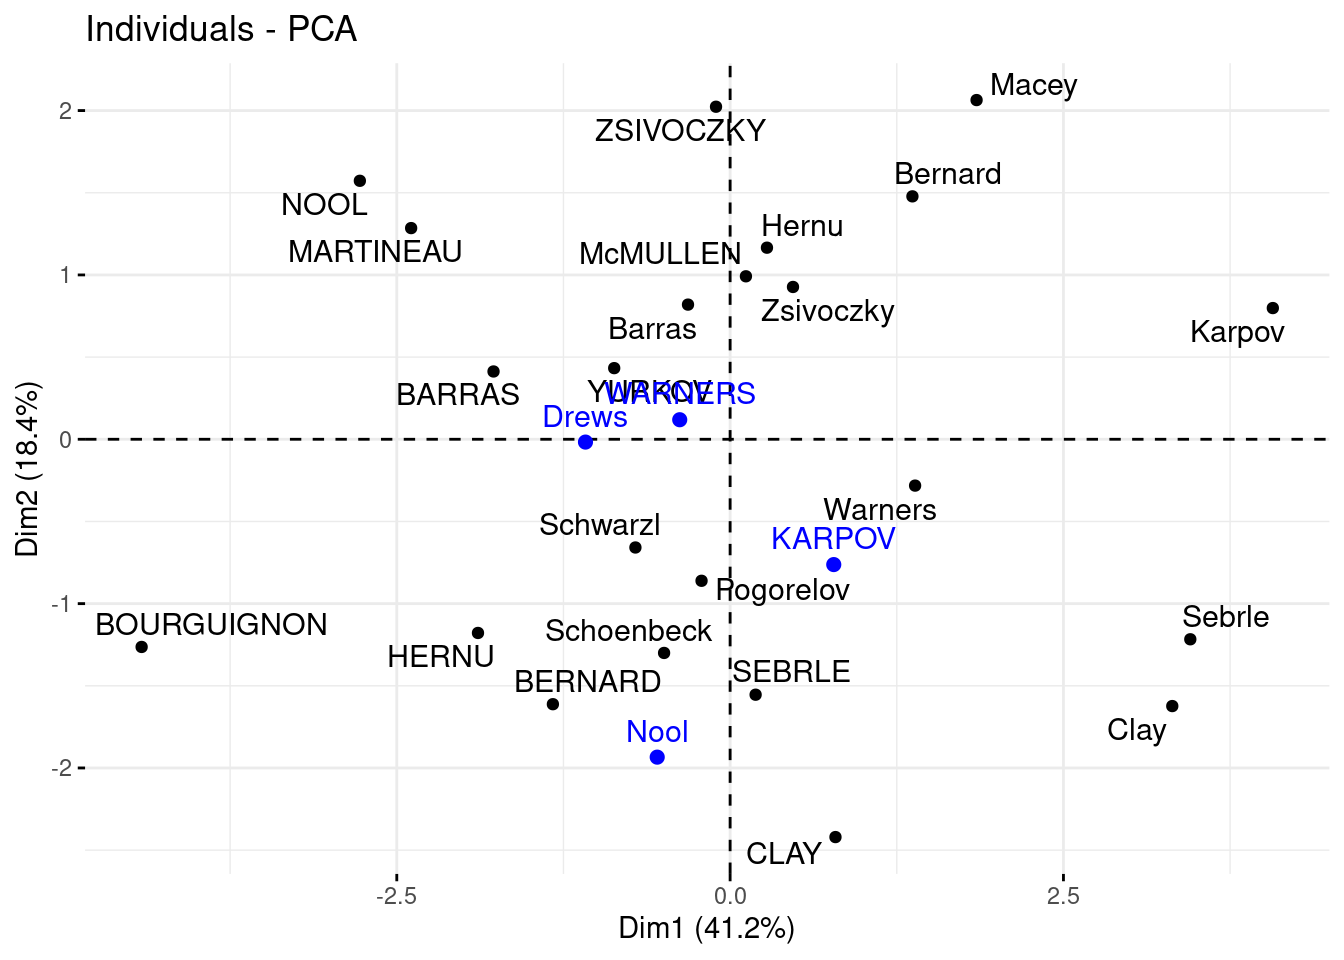 Individuals - PCA
Macey
ZSIVOCZKY
Bernard
NOOL
Hernu
MARTINEAU
McMULLEN
Zsivoczky
Barras
Karpov
BARRAS
YURKOV
WARNERS
Drews
Warners
Schwarzl
KARPOV
Pogorelov
BOURGUIGNON
Schoenbeck
Sebrle
HERNU
SEBRLE
BERNARD
Nool
Clay
CLAY
2
1
0
-1
-2
Dim2 (18.4%)
-2.5
0.0
2.5
Dim1 (41.2%)